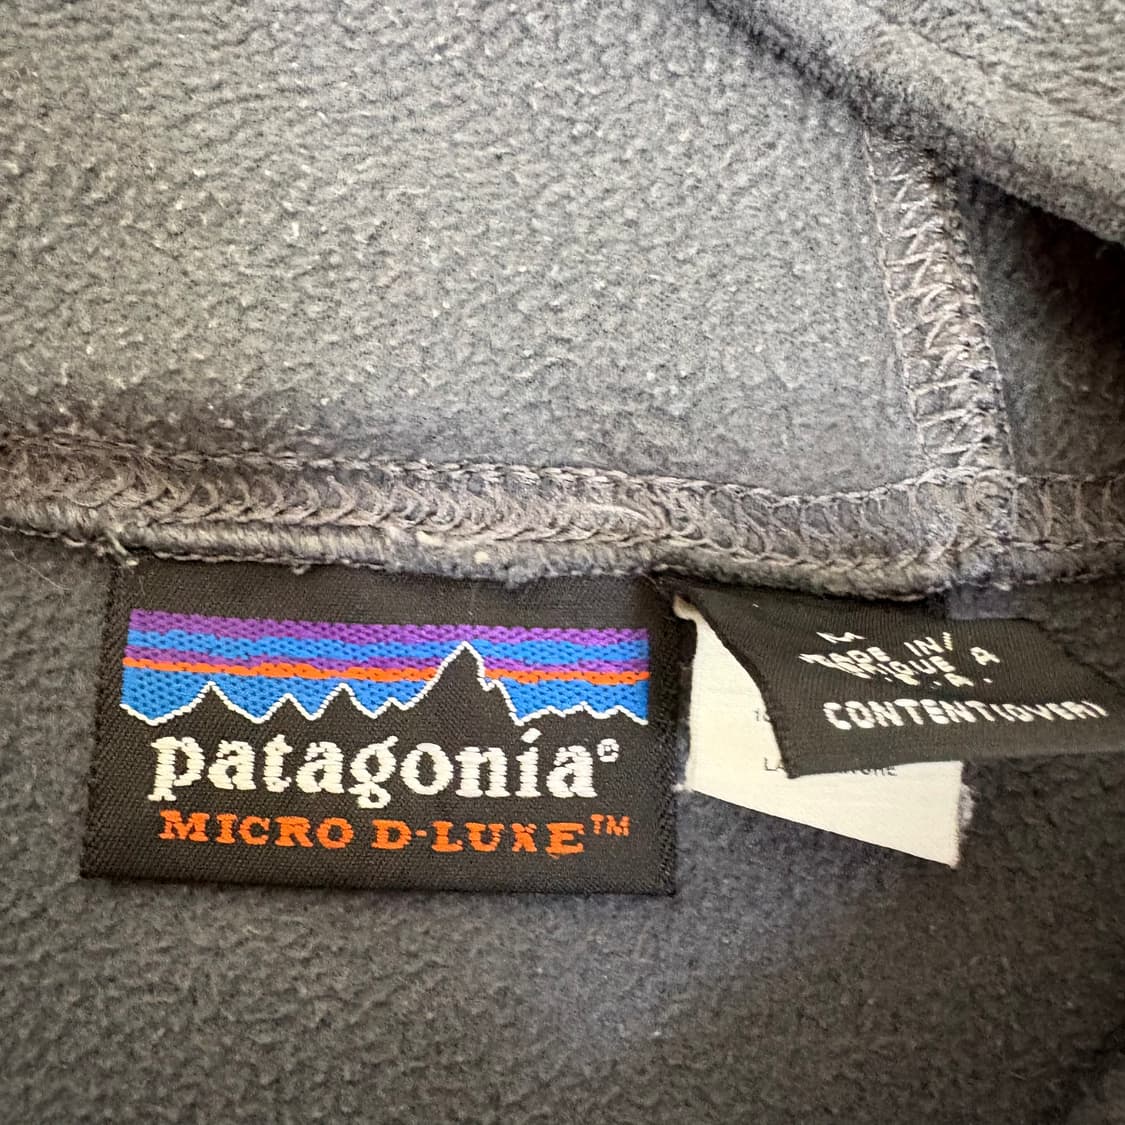 patagonia®
MICRO D-LUXE™
M
MADE IN/
A
CONTENT(OVER)